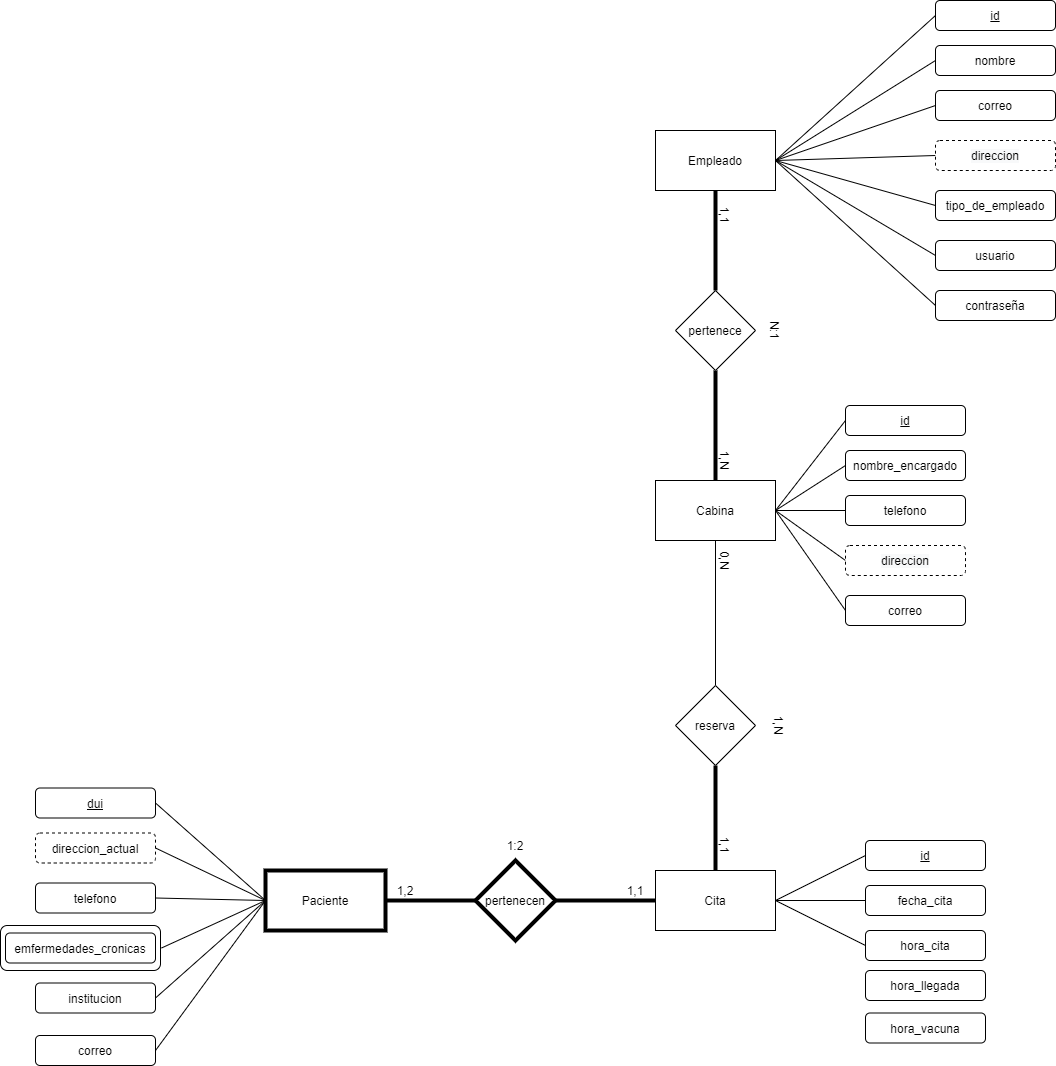 id
nombre
correo
direccion
tipo_de_empleado
usuario
contraseña
Empleado
1,1
pertenece
N:1
1,N
Cabina
id
nombre_encargado
telefono
direccion
correo
0,N
reserva
1,N
1,1
dui
direccion_actual
telefono
emfermedades_cronicas
institucion
correo
Paciente
1,2
1:2
pertenecen
1,1
Cita
id
fecha_cita
hora_cita
hora_llegada
hora_vacuna